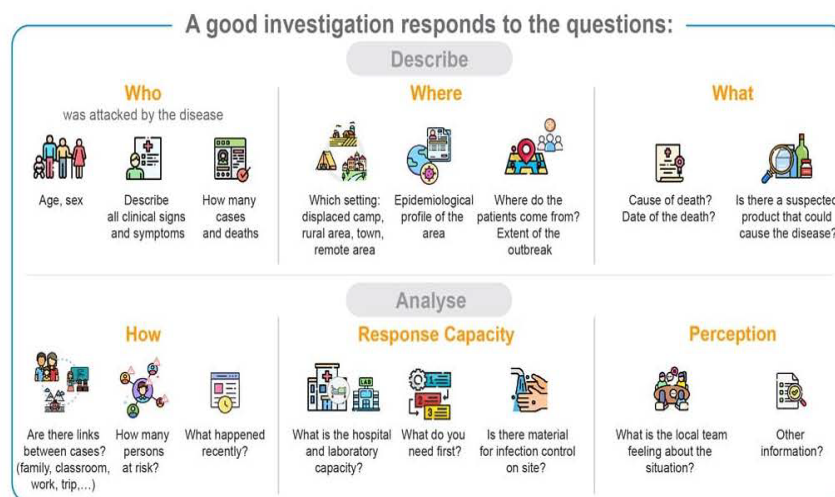 A good investigation responds to the questions:
Describe
Who
was attacked by the disease
Age, sex
Describe
all clinical signs
and symptoms
How many
cases
and deaths
Where
Which setting:
displaced camp,
rural area, town,
remote area
Epidemiological
profile of the
area
Where do the
patients come from?
Extent of the
outbreak
What
Cause of death?
Date of the death?
Is there a suspected
product that could
cause the disease?
Analyse
How
Are there links
between cases?
(family, classroom,
work, trip,...)
How many
persons
at risk?
What happened
recently?
Response Capacity
LAB
1
2
3
What is the hospital
and laboratory
capacity?
What do you
need first?
Is there material
for infection control
on site?
Perception
What is the local team
feeling about the
situation?
Other
information?